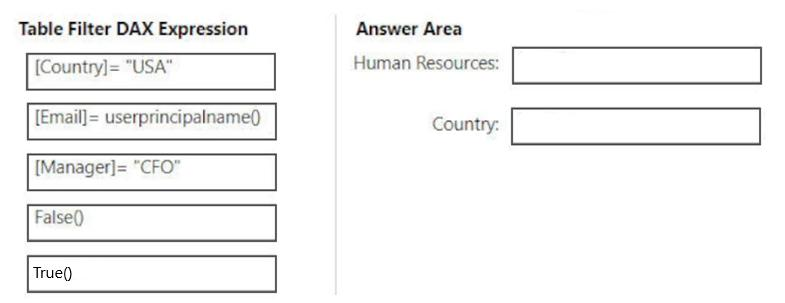 Table Filter DAX Expression
[Country]= "USA"
[Email]= userprincipalname()
[Manager]= "CFO"
False()
True()
Answer Area
Human Resources:
Country: